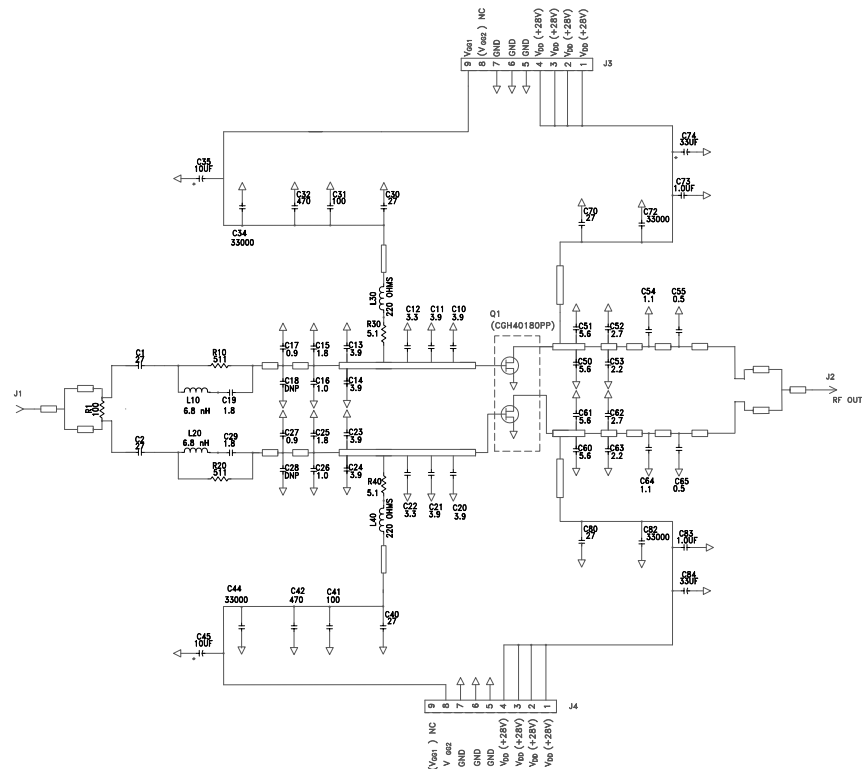 VGG1
(VGG2) NC
GND
GND
GND
VDD (+28V)
VDD (+28V)
VDD (+28V)
VDD (+28V)
9 8 7 6 5 4 3 2 1
J3
C74
33UF
C35
10UF
C73
1.0UF
C34
33000
C32
470
C31
100
C30
27
C70
27
C72
33000
L30
220 OHMS
R30
5.1
C12
3.3
C11
3.9
C10
3.9
Q1
(CGH40180PP)
C51
5.6
C52
2.7
C54
1.1
C55
0.5
C1
27
R10
511
C17
0.9
C15
1.8
C13
3.9
L10
6.8 nH
C19
1.8
C18
DNP
C16
1.0
C14
3.9
C50
5.6
C53
2.2
J1
R1
100
J2
RF OUT
C2
27
L20
6.8 nH
C29
1.8
R20
511
C27
0.9
C25
1.8
C23
3.9
C61
5.6
C62
2.7
C28
DNP
C26
1.0
C24
3.9
C60
5.6
C63
2.2
C64
1.1
C65
0.5
R40
5.1
L40
220 OHMS
C22
3.3
C21
3.9
C20
3.9
C80
27
C82
33000
C83
1.0UF
C84
33UF
C44
33000
C42
470
C41
100
C40
27
C45
10UF
9 8 7 6 5 4 3 2 1
J4
(VGG1) NC
VGG2
GND
GND
GND
VDD (+28V)
VDD (+28V)
VDD (+28V)
VDD (+28V)